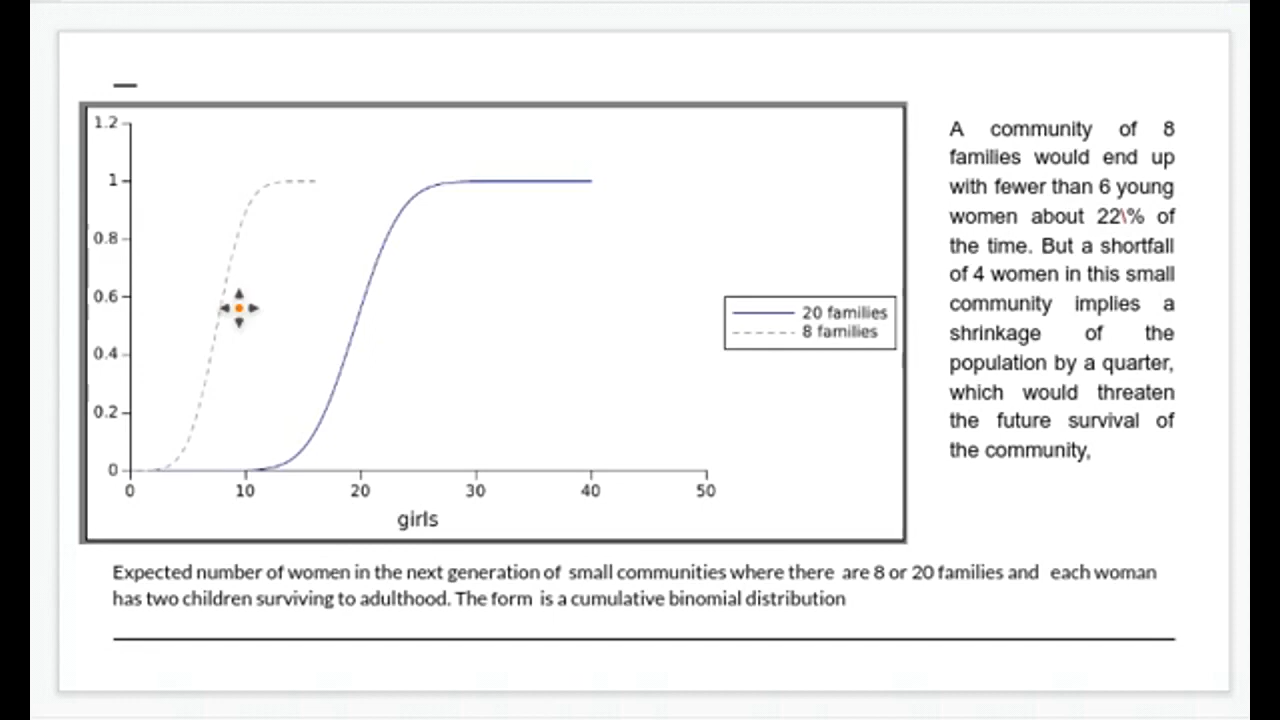 1.2
1
0.8
0.6
0.4
0.2
0
0 10 20 30 40 50
girls
20 families
8 families
A community of 8
families would end up
with fewer than 6 young
women about 22\% of
the time. But a shortfall
of 4 women in this small
community implies a
shrinkage of the
population by a quarter,
which would threaten
the future survival of
the community,
Expected number of women in the next generation of small communities where there are 8 or 20 families and each woman
has two children surviving to adulthood. The form is a cumulative binomial distribution